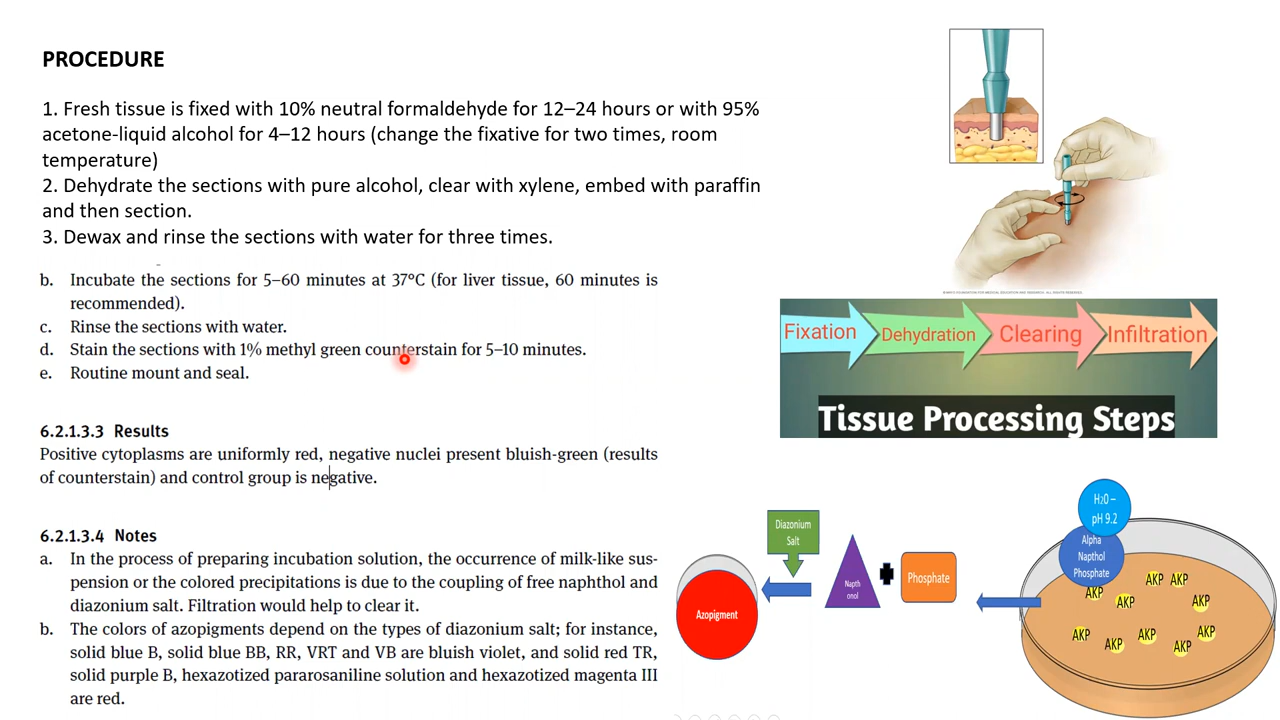 PROCEDURE
1. Fresh tissue is fixed with 10% neutral formaldehyde for 12–24 hours or with 95%
acetone-liquid alcohol for 4–12 hours (change the fixative for two times, room
temperature)
2. Dehydrate the sections with pure alcohol, clear with xylene, embed with paraffin
and then section.
3. Dewax and rinse the sections with water for three times.
b. Incubate the sections for 5–60 minutes at 37°C (for liver tissue, 60 minutes is
recommended).
c. Rinse the sections with water.
d. Stain the sections with 1% methyl green counterstain for 5–10 minutes.
e. Routine mount and seal.
6.2.1.3.3 Results
Positive cytoplasms are uniformly red, negative nuclei present bluish-green (results
of counterstain) and control group is negative.
6.2.1.3.4 Notes
a. In the process of preparing incubation solution, the occurrence of milk-like sus-
pension or the colored precipitations is due to the coupling of free naphthol and
diazonium salt. Filtration would help to clear it.
b. The colors of azopigments depend on the types of diazonium salt; for instance,
solid blue B, solid blue BB, RR, VRT and VB are bluish violet, and solid red TR,
solid purple B, hexazotized pararosaniline solution and hexazotized magenta III
are red.
Fixation Dehydration Clearing Infiltration
Tissue Processing Steps
H2O –
pH 9.2
Alpha
Napthol
Phosphate
AKP
AKP
AKP
AKP
AKP
AKP
AKP
AKP
AKP
AKP
Diazonium
Salt
Napth
onol
Phosphate
Azopigment